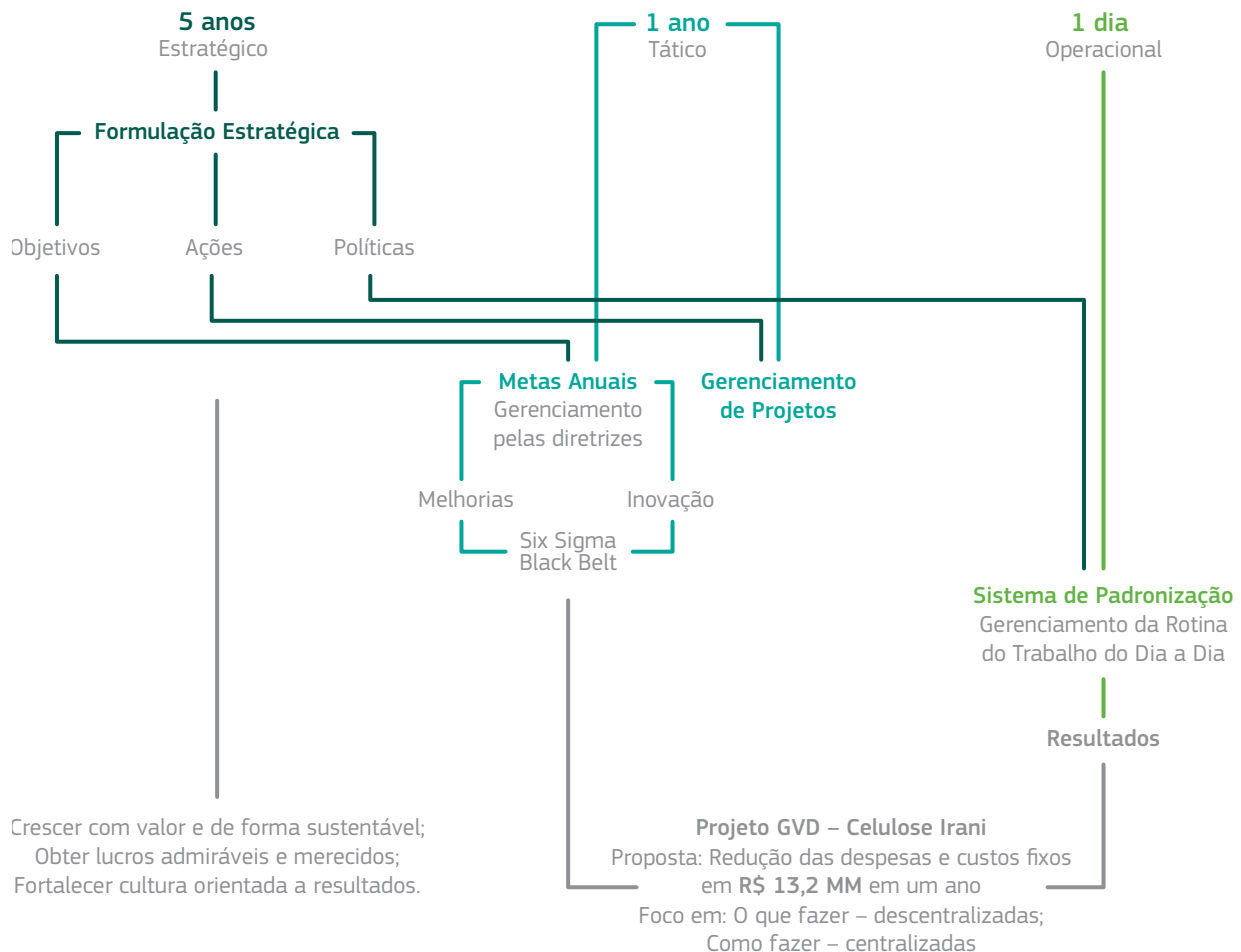 5 anos
Estratégico
1 ano
Tático
1 dia
Operacional
Formulação Estratégica
Objetivos
Ações
Políticas
Metas Anuais
Gerenciamento
pelas diretrizes
Gerenciamento
de Projetos
Melhorias
Inovação
Six Sigma
Black Belt
Sistema de Padronização
Gerenciamento da Rotina
do Trabalho do Dia a Dia
Resultados
Crescer com valor e de forma sustentável;
Obter lucros admiráveis e merecidos;
Fortalecer cultura orientada a resultados.
Projeto GVD – Celulose Irani
Proposta: Redução das despesas e custos fixos
em R$ 13,2 MM em um ano
Foco em: O que fazer – descentralizadas;
Como fazer – centralizadas